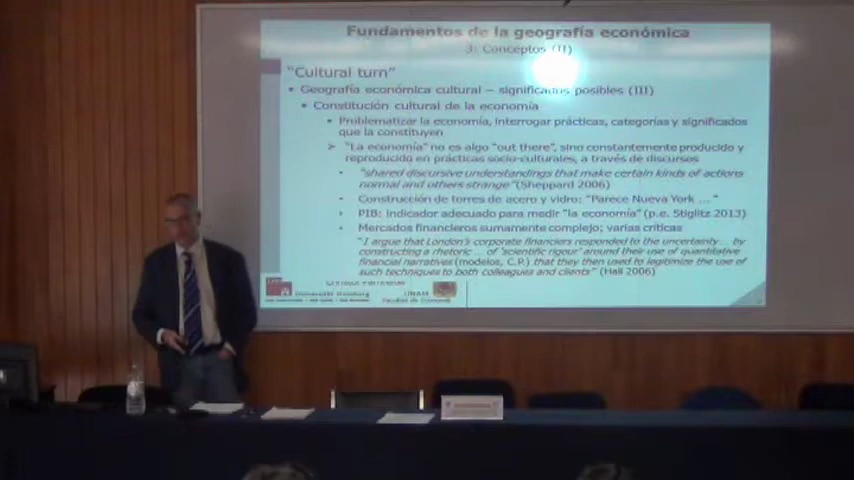 Fundamentos de la geografía económica
3: Conceptos (II)
"Cultural turn"
• Geografía económica cultural – significados posibles (III)
• Constitución cultural de la economía
• Problematizar la economía, interrogar prácticas, categorías y significados
que la constituyen
➢ "La economía" no es algo "out there", sino constantemente producido y
reproducido en prácticas socio-culturales, a través de discursos
• "shared discursive understandings that make certain kinds of actions
normal and others strange" (Sheppard 2006)
• Construcción de torres de acero y vidro: "Parece Nueva York ... "
• PIB: indicador adecuado para medir "la economía" (p.e. Stiglitz 2013)
• Mercados financieros sumamente complejo; varias críticas
"I argue that London's corporate financiers responded to the uncertainty... by
constructing a rhetoric ... of 'scientific rigour' around their use of quantitative
financial narratives (modelos, C.P.) that they then used to legitimize the use of
such techniques to both colleagues and clients" (Hall 2006)
UNAM
Facultad de Economía